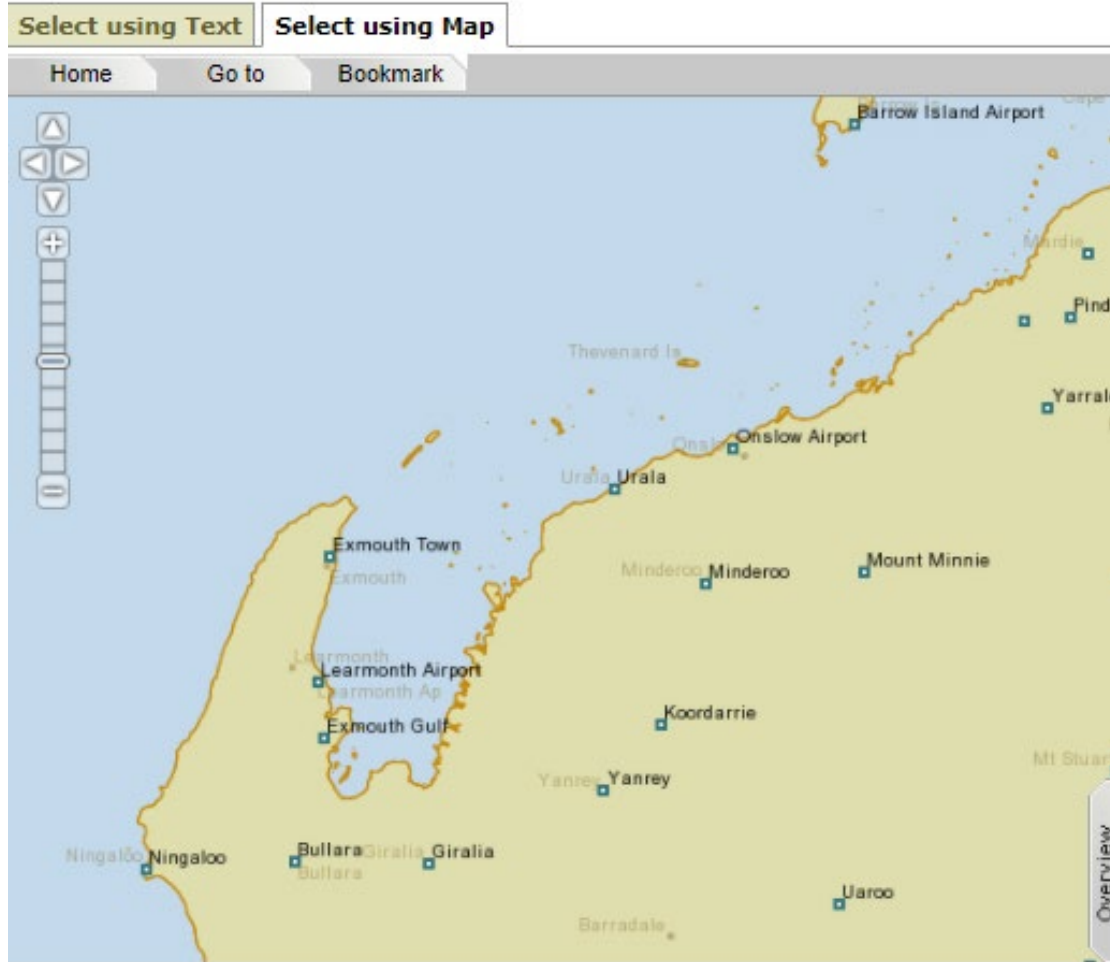 Select using Text
Select using Map
Home
Go to
Bookmark
Barrow Island Airport
Mardie
Pind
Thevenard Is
Yarral
Onslow Airport
Urala Urala
Exmouth Town
Exmouth
Minderoo Minderoo
Mount Minnie
Learmonth
Learmonth Airport
Learmonth Ap
Exmouth Gulf
Koordarrie
Mt Stuar
Yanrey Yanrey
Overview
Ningaloo Ningaloo
Bullara Giralia Giralia
Bullara
Uaroo
Barradale